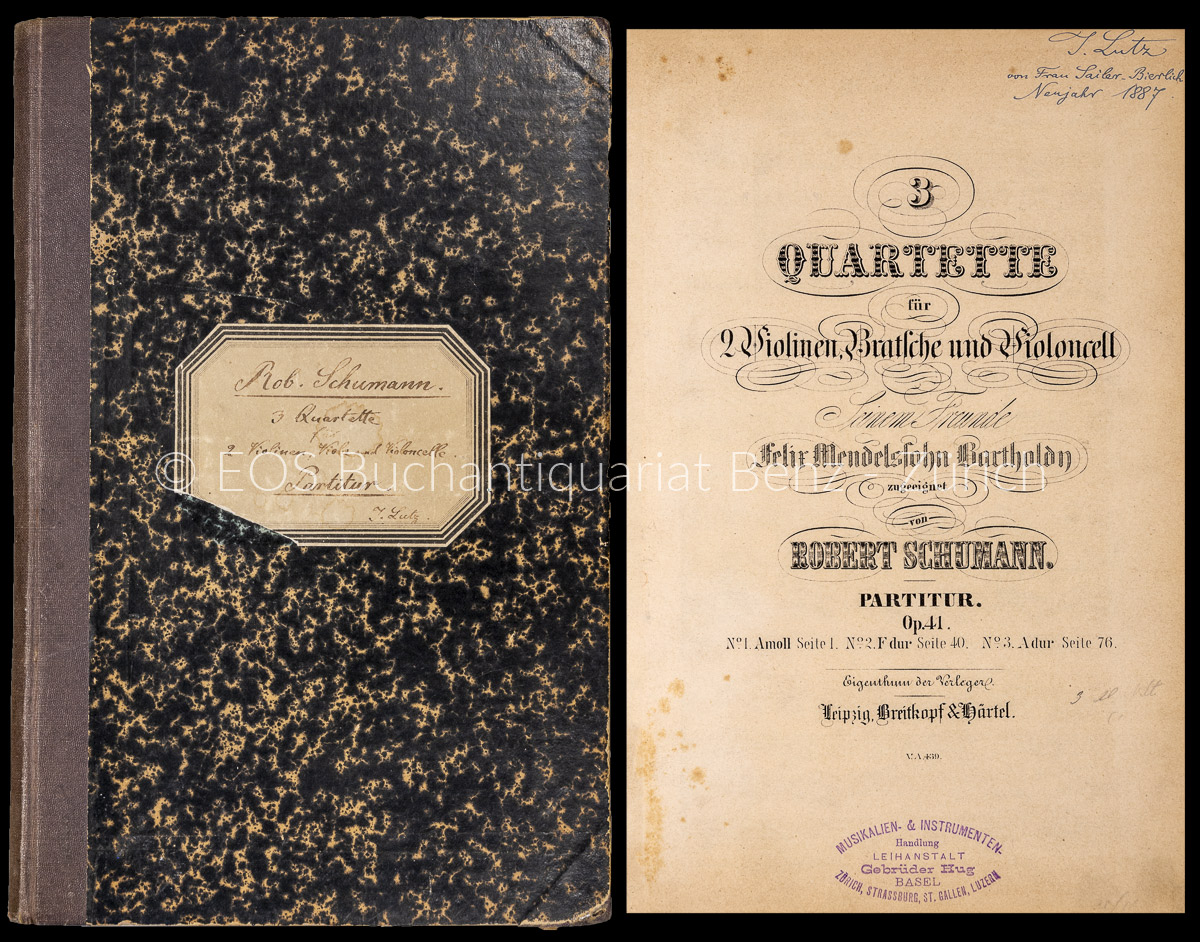 Rob. Schumann.
3 Quartette
f
2 Violinen, Viola und Violoncelle.
Partitur.
J. Lutz.
© EOS Buchantiquariat Benz, Zürich
J. Lutz
von Frau Sailer-Bierlich
Neujahr 1887.
3
QUARTETTE
für
2 Violinen, Bratsche und Violoncell
Seinem Freunde
Felix Mendelssohn Bartholdy
zugeeignet
von
ROBERT SCHUMANN.
PARTITUR.
Op. 41.
No. 1. A moll Seite 1. No. 2. F dur Seite 40. No. 3. A dur Seite 76.
Eigenthum der Verleger.
Leipzig, Breitkopf & Härtel.
V.A. 439.
MUSIKALIEN- & INSTRUMENTEN-
Handlung
LEIHANSTALT
Gebrüder Hug
BASEL
ZÜRICH, STRASSBURG, ST. GALLEN, LUZERN